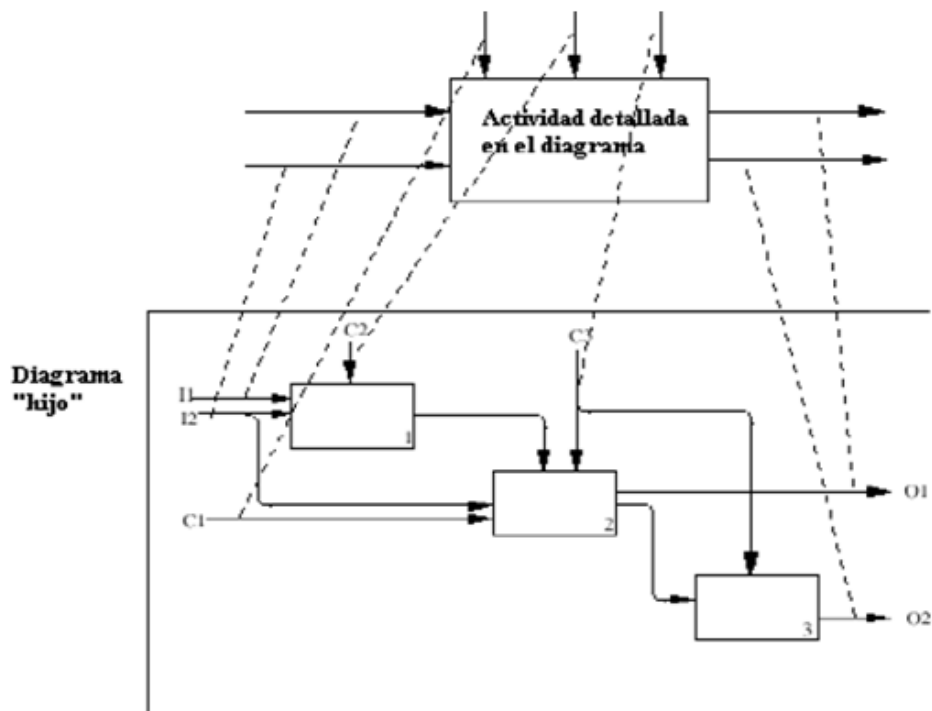 Actividad detallada
en el diagrama
C2
C3
Diagrama
"hijo"
I1
I2
1
C1
2
O1
3
O2